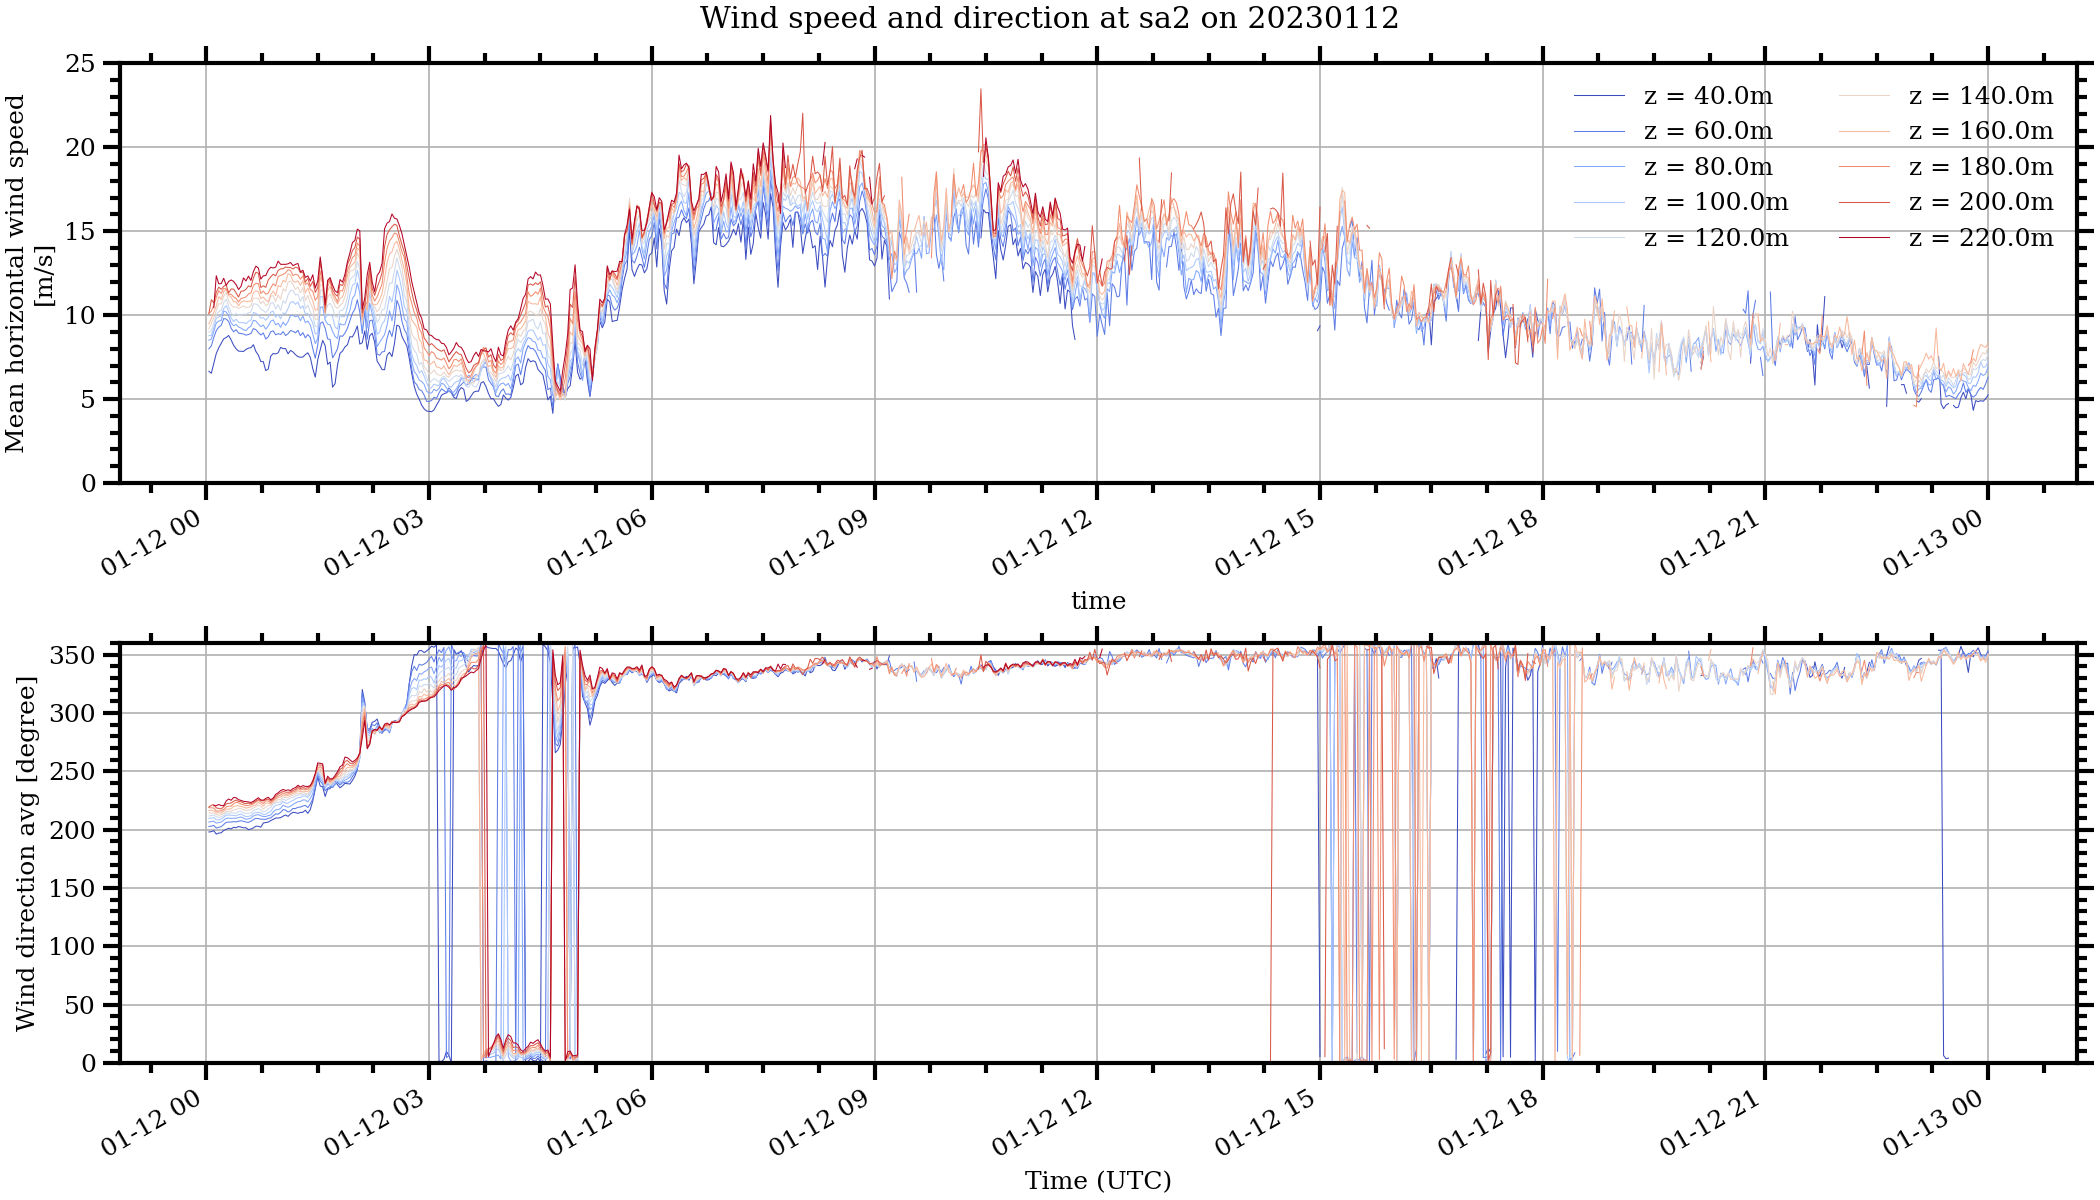 Wind speed and direction at sa2 on 20230112
Mean horizontal wind speed
[m/s]
25
20
15
10
5
0
z = 40.0m
z = 60.0m
z = 80.0m
z = 100.0m
z = 120.0m
z = 140.0m
z = 160.0m
z = 180.0m
z = 200.0m
z = 220.0m
01-12 00
01-12 03
01-12 06
01-12 09
01-12 12
01-12 15
01-12 18
01-12 21
01-13 00
time
Wind direction avg [degree]
350
300
250
200
150
100
50
0
01-12 00
01-12 03
01-12 06
01-12 09
01-12 12
01-12 15
01-12 18
01-12 21
01-13 00
Time (UTC)